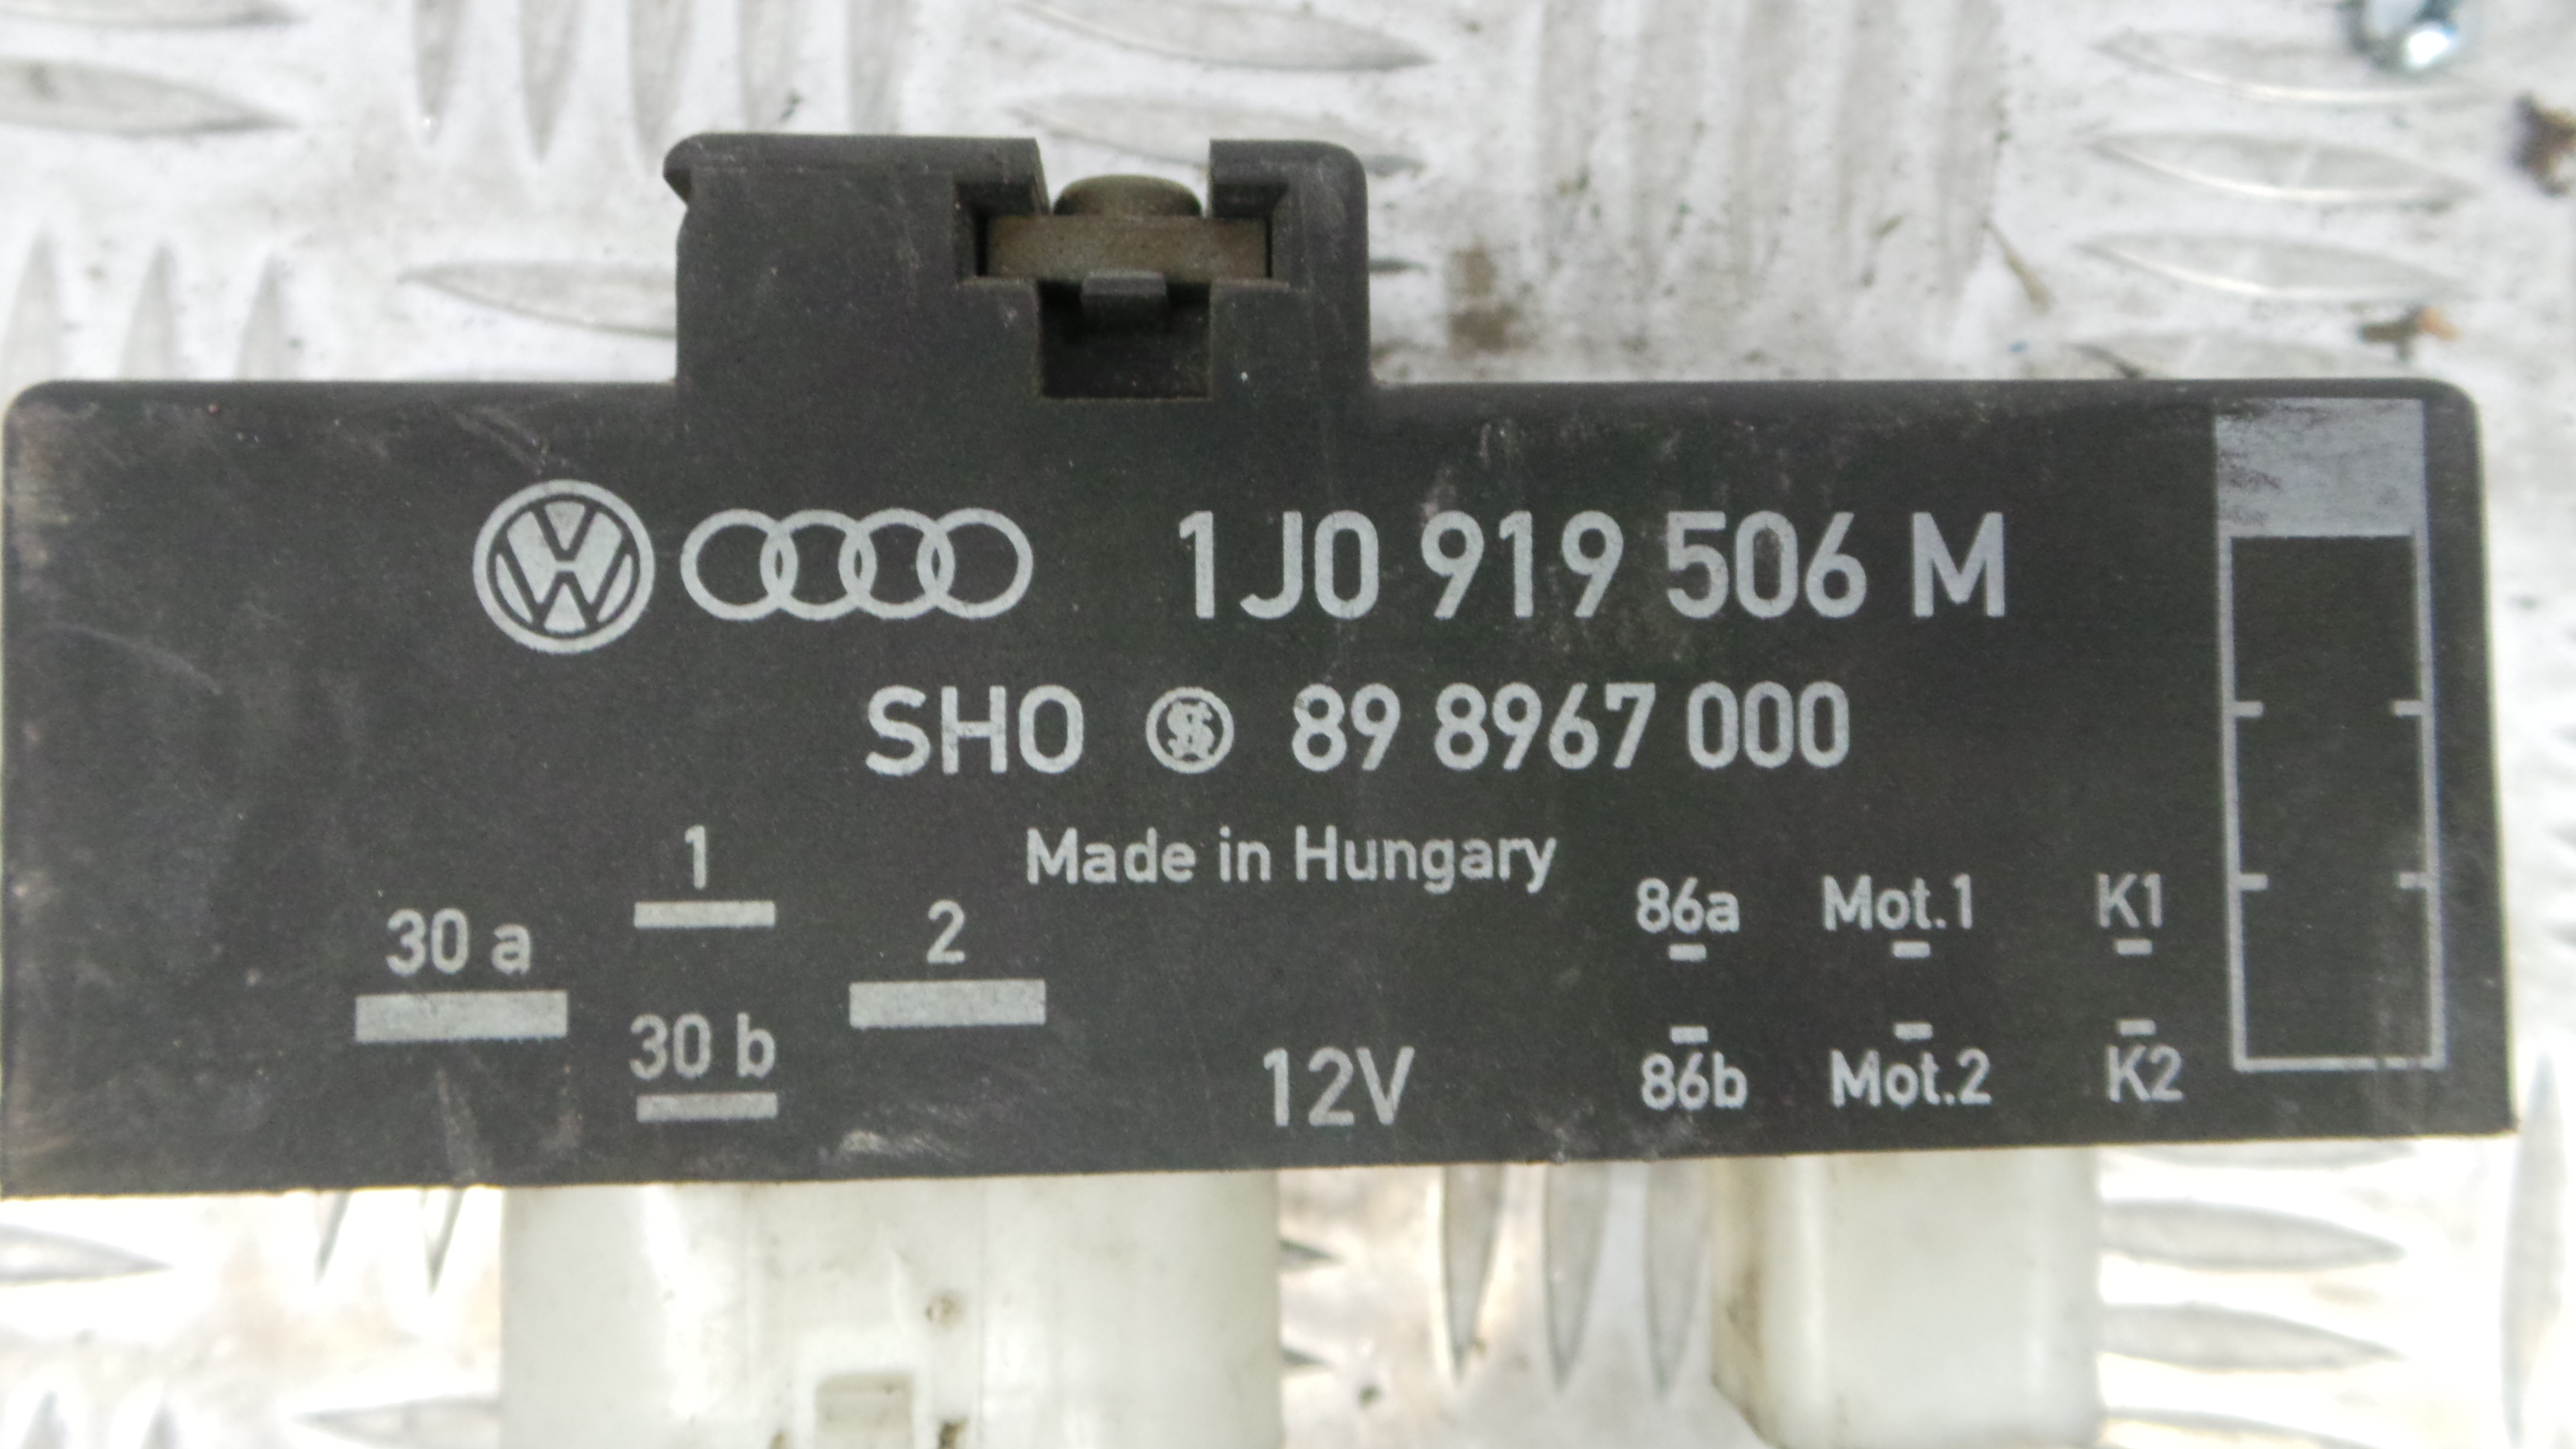 1J0 919 506 M
SHO 89 8967 000
Made in Hungary
1
30 a
2
30 b
12V
86a Mot.1 K1
86b Mot.2 K2